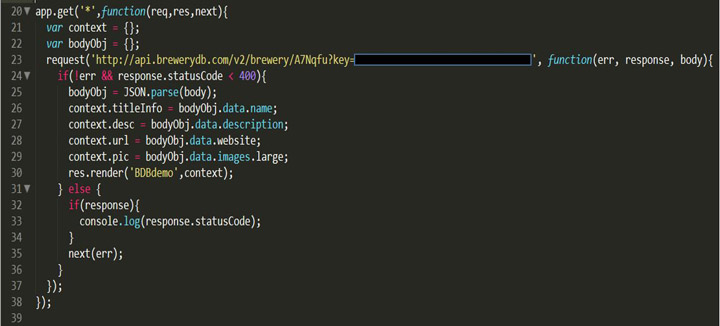 20 app.get('*',function(req,res,next){
21 var context = {};
22 var bodyObj = {};
23 request('http://api.brewerydb.com/v2/brewery/A7Nqfu?key= ', function(err, response, body){
24 if(!err && response.statusCode < 400){
25 bodyObj = JSON.parse(body);
26 context.titleInfo = bodyObj.data.name;
27 context.desc = bodyObj.data.description;
28 context.url = bodyObj.data.website;
29 context.pic = bodyObj.data.images.large;
30 res.render('BDBdemo',context);
31 } else {
32 if(response){
33 console.log(response.statusCode);
34 }
35 next(err);
36 }
37 });
38 });
39